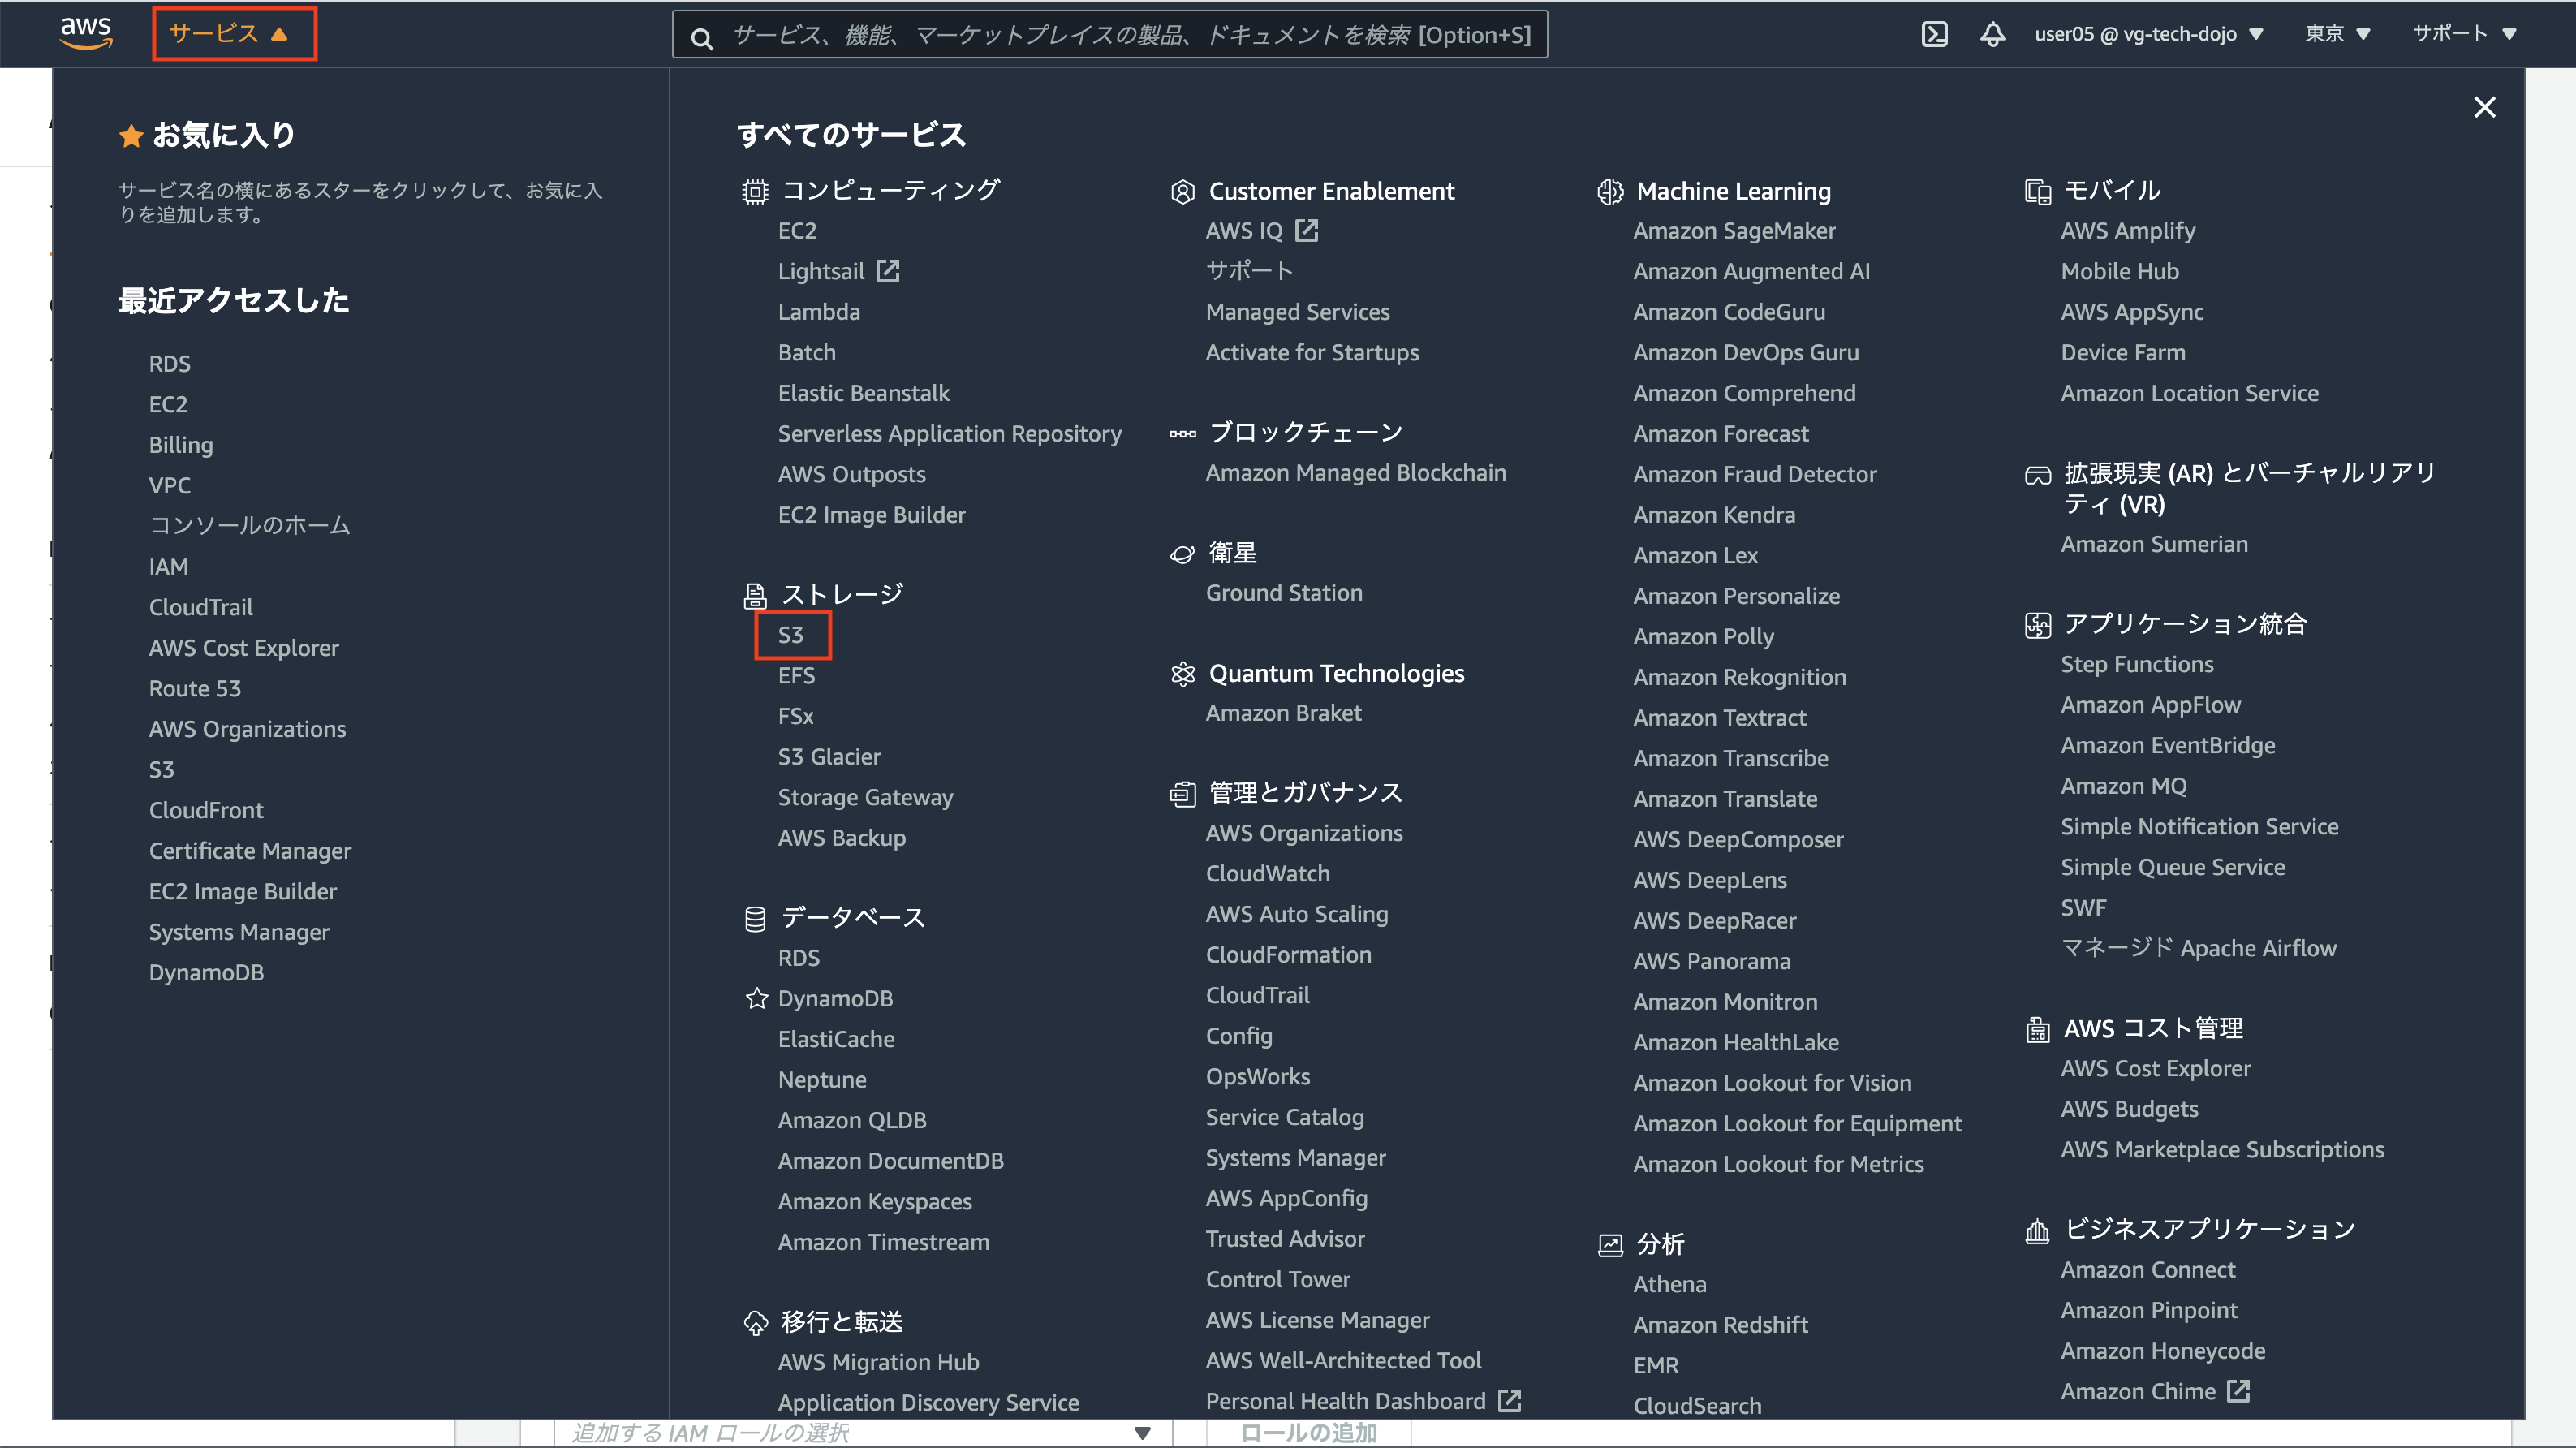 aws
サービス
サービス、機能、マーケットプレイスの製品、ドキュメントを検索 [Option+S]
user05 @ vg-tech-dojo
東京
サポート
お気に入り
サービス名の横にあるスターをクリックして、お気に入
りを追加します。
最近アクセスした
RDS
EC2
Billing
VPC
コンソールのホーム
IAM
CloudTrail
AWS Cost Explorer
Route 53
AWS Organizations
S3
CloudFront
Certificate Manager
EC2 Image Builder
Systems Manager
DynamoDB
すべてのサービス
コンピューティング
EC2
Lightsail
Lambda
Batch
Elastic Beanstalk
Serverless Application Repository
AWS Outposts
EC2 Image Builder
ストレージ
S3
EFS
FSx
S3 Glacier
Storage Gateway
AWS Backup
データベース
RDS
DynamoDB
ElastiCache
Neptune
Amazon QLDB
Amazon DocumentDB
Amazon Keyspaces
Amazon Timestream
移行と転送
AWS Migration Hub
Application Discovery Service
Customer Enablement
AWS IQ
サポート
Managed Services
Activate for Startups
ブロックチェーン
Amazon Managed Blockchain
衛星
Ground Station
Quantum Technologies
Amazon Braket
管理とガバナンス
AWS Organizations
CloudWatch
AWS Auto Scaling
CloudFormation
CloudTrail
Config
OpsWorks
Service Catalog
Systems Manager
AWS AppConfig
Trusted Advisor
Control Tower
AWS License Manager
AWS Well-Architected Tool
Personal Health Dashboard
Machine Learning
Amazon SageMaker
Amazon Augmented AI
Amazon CodeGuru
Amazon DevOps Guru
Amazon Comprehend
Amazon Forecast
Amazon Fraud Detector
Amazon Kendra
Amazon Lex
Amazon Personalize
Amazon Polly
Amazon Rekognition
Amazon Textract
Amazon Transcribe
Amazon Translate
AWS DeepComposer
AWS DeepLens
AWS DeepRacer
AWS Panorama
Amazon Monitron
Amazon HealthLake
Amazon Lookout for Vision
Amazon Lookout for Equipment
Amazon Lookout for Metrics
分析
Athena
Amazon Redshift
EMR
CloudSearch
モバイル
AWS Amplify
Mobile Hub
AWS AppSync
Device Farm
Amazon Location Service
拡張現実 (AR) とバーチャルリアリ
ティ (VR)
Amazon Sumerian
アプリケーション統合
Step Functions
Amazon AppFlow
Amazon EventBridge
Amazon MQ
Simple Notification Service
Simple Queue Service
SWF
マネージド Apache Airflow
AWS コスト管理
AWS Cost Explorer
AWS Budgets
AWS Marketplace Subscriptions
ビジネスアプリケーション
Amazon Connect
Amazon Pinpoint
Amazon Honeycode
Amazon Chime
追加する IAM ロールの選択
ロールの追加